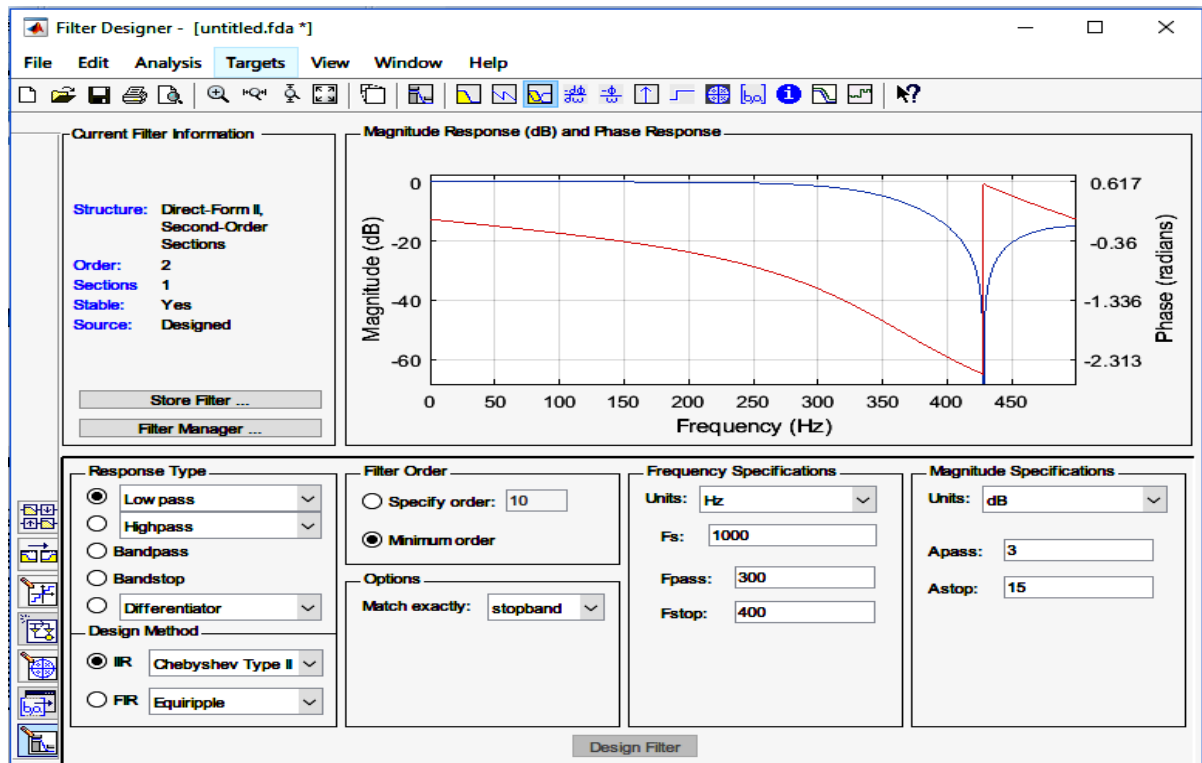 Filter Designer - [untitled.fda *]
File Edit Analysis Targets View Window Help
Current Filter Information
Structure: Direct-Form II,
Second-Order
Sections
Order: 2
Sections 1
Stable: Yes
Source: Designed
Store Filter ...
Filter Manager ...
Magnitude Response (dB) and Phase Response
Magnitude (dB)
0
-20
-40
-60
0 50 100 150 200 250 300 350 400 450
Frequency (Hz)
0.617
-0.36
-1.336
-2.313
Phase (radians)
Response Type
Low pass
Highpass
Bandpass
Bandstop
Differentiator
Design Method
IIR Chebyshev Type II
FIR Equiripple
Filter Order
Specify order: 10
Minimum order
Options
Match exactly: stopband
Frequency Specifications
Units: Hz
Fs: 1000
Fpass: 300
Fstop: 400
Magnitude Specifications
Units: dB
Apass: 3
Astop: 15
Design Filter